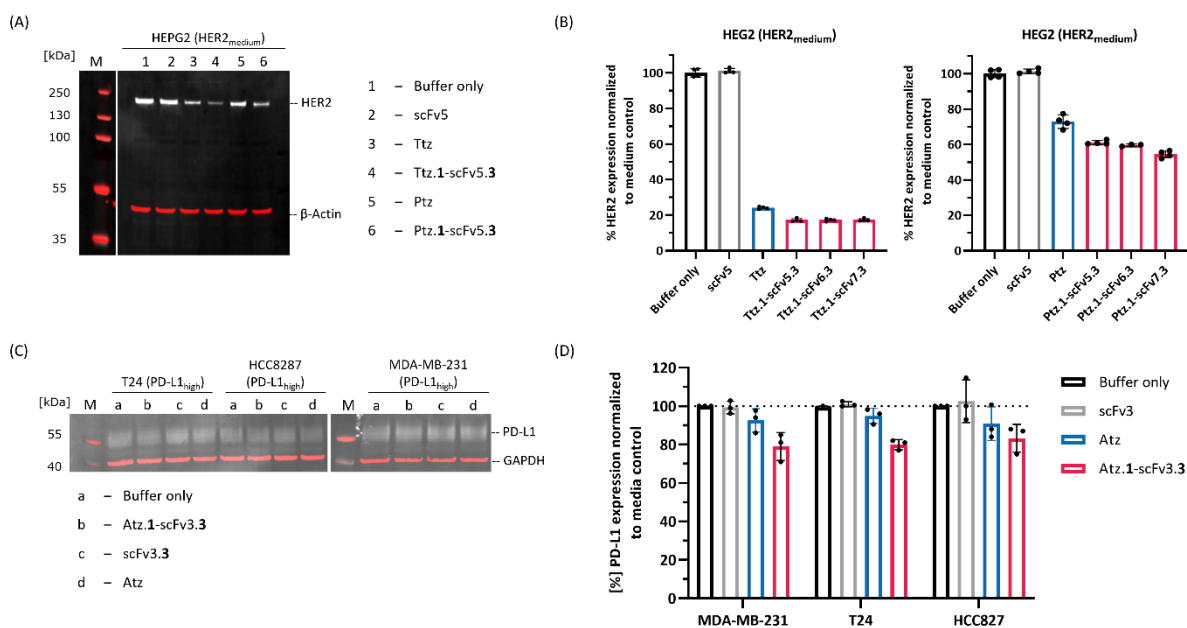 (A)
HEPG2 (HER2medium)
[kDa]
M 1 2 3 4 5 6
250
130
100
55
35
-- HER2
-- β-Actin
1 – Buffer only
2 – scFv5
3 – Ttz
4 – Ttz.1-scFv5.3
5 – Ptz
6 – Ptz.1-scFv5.3
(B)
HEG2 (HER2medium)
% HER2 expression normalized
to medium control
100
80
60
40
20
0
Buffer only
scFv5
Ttz
Ttz.1-scFv5.3
Ttz.1-scFv6.3
Ttz.1-scFv7.3
HEG2 (HER2medium)
% HER2 expression normalized
to medium control
100
80
60
40
20
0
Buffer only
scFv5
Ptz
Ptz.1-scFv5.3
Ptz.1-scFv6.3
Ptz.1-scFv7.3
(C)
T24 (PD-L1high)
HCC8287
(PD-L1high)
MDA-MB-231
(PD-L1high)
[kDa]
M a b c d a b c d M a b c d
55
40
-- PD-L1
-- GAPDH
a – Buffer only
b – Atz.1-scFv3.3
c – scFv3.3
d – Atz
(D)
[%] PD-L1 expression normalized
to media control
140
120
100
80
60
40
20
0
MDA-MB-231
T24
HCC827
Buffer only
scFv3
Atz
Atz.1-scFv3.3